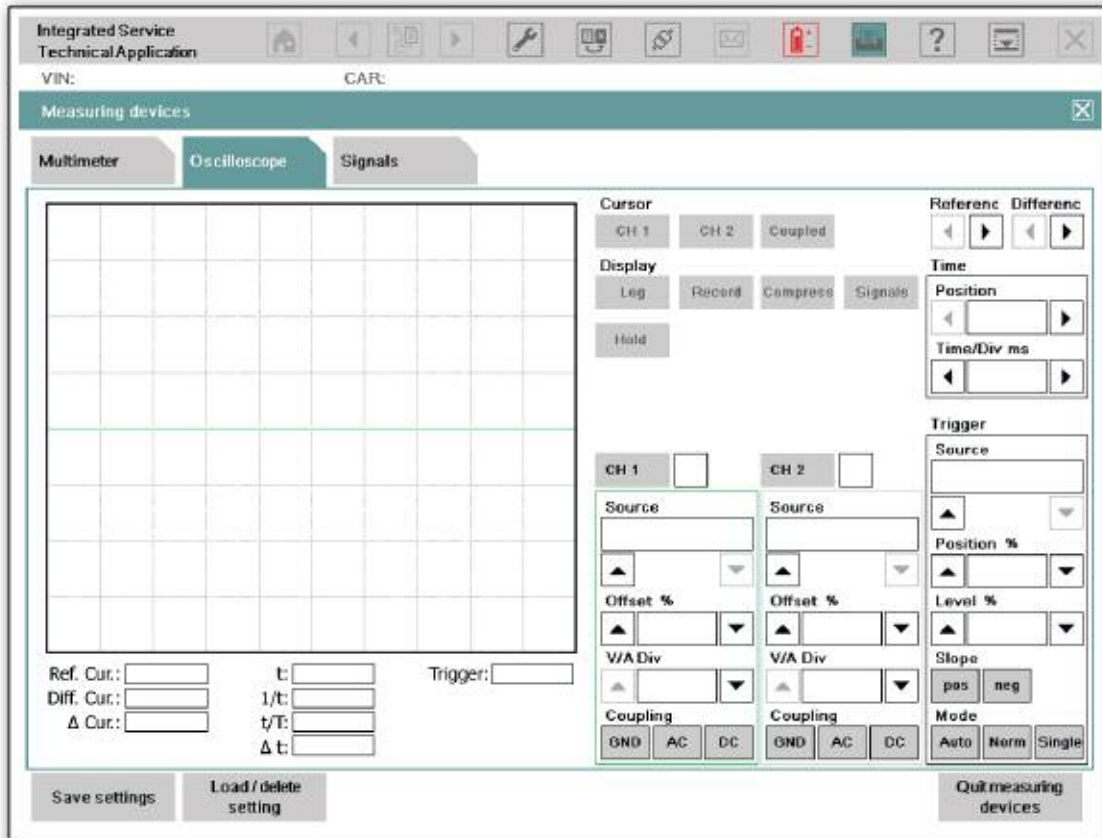 Integrated Service
Technical Application
?
VIN: CAR:
Measuring devices
Multimeter Oscilloscope Signals
Cursor
CH 1 CH 2 Coupled
Referenc Differenc
Display
Log Record Compress Signals
Hold
Time
Position
Time/Div ms
Trigger
Source
Position %
Level %
Slope
pos neg
Mode
Auto Norm Single
CH 1
Source
Offset %
V/A Div
Coupling
GND AC DC
CH 2
Source
Offset %
V/A Div
Coupling
GND AC DC
Ref. Cur.: t: Trigger:
Diff. Cur.: 1/t:
Δ Cur.: t/T:
Δ t:
Save settings
Load / delete
setting
Quit measuring
devices